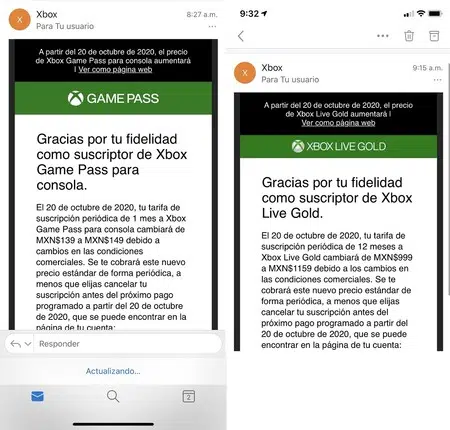 Xbox
8:27 a.m.
Para Tu usuario
A partir del 20 de octubre de 2020, el precio
de Xbox Game Pass para consola aumentará
| Ver como página web
GAME PASS
Gracias por tu fidelidad
como suscriptor de Xbox
Game Pass para
consola.
El 20 de octubre de 2020, tu tarifa de
suscripción periódica de 1 mes a Xbox
Game Pass para consola cambiará de
MXN$139 a MXN$149 debido a
cambios en las condiciones
comerciales. Se te cobrará este nuevo
precio estándar de forma periódica, a
menos que elijas cancelar tu
suscripción antes del próximo pago
programado a partir del 20 de octubre
de 2020, que se puede encontrar en la
página de tu cuenta:
Responder
Actualizando...
2
9:32
Xbox
9:15 a.m.
Para Tu usuario
A partir del 20 de octubre de 2020, el precio
de Xbox Live Gold aumentará |
Ver como página web
XBOX LIVE GOLD
Gracias por tu fidelidad
como suscriptor de Xbox
Live Gold.
El 20 de octubre de 2020, tu tarifa de
suscripción periódica de 12 meses a
Xbox Live Gold cambiará de MXN$999
a MXN$1159 debido a los cambios en
las condiciones comerciales. Se te
cobrará este nuevo precio estándar de
forma periódica, a menos que elijas
cancelar tu suscripción antes del
próximo pago programado a partir del
20 de octubre de 2020, que se puede
encontrar en la página de tu cuenta: